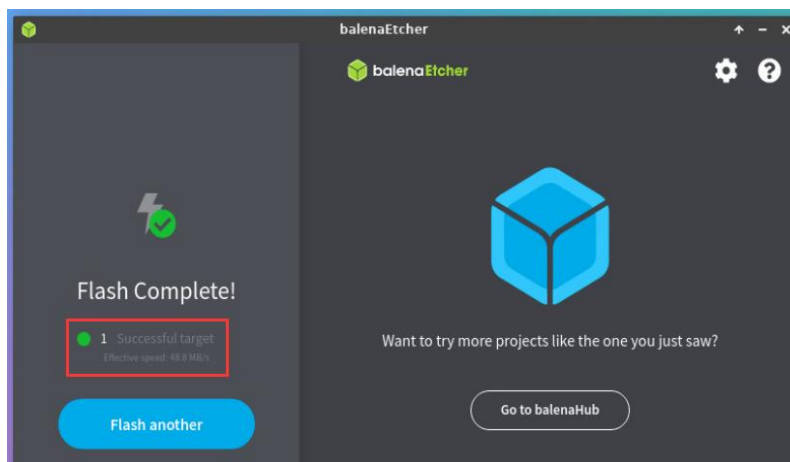 balenaEtcher
balenaEtcher
Flash Complete!
1 Successful target
Effective speed: 48.8 MB/s
Flash another
Want to try more projects like the one you just saw?
Go to balenaHub